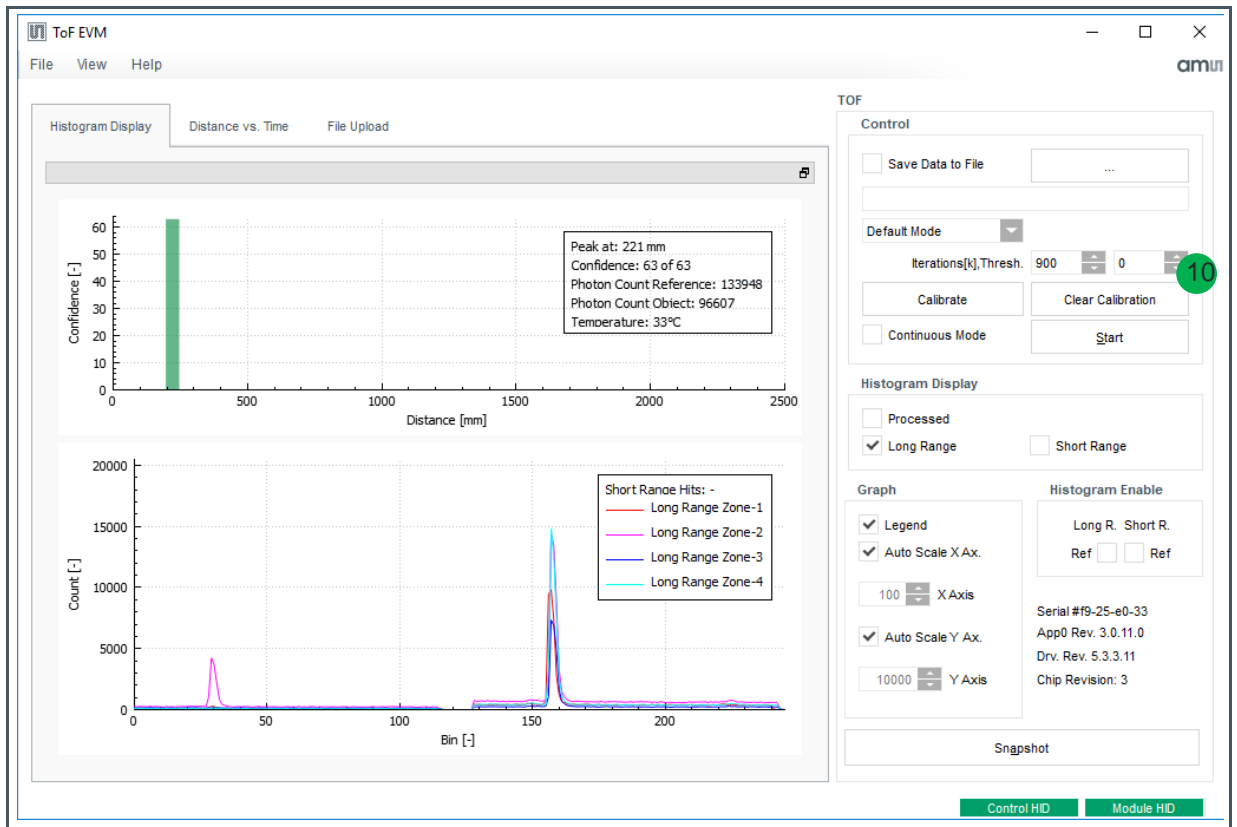 ToF EVM
File View Help
amu
Histogram Display Distance vs. Time File Upload
60
50
40
30
20
10
0
Confidence [-]
Peak at: 221 mm
Confidence: 63 of 63
Photon Count Reference: 133948
Photon Count Object: 96607
Temperature: 33°C
0 500 1000 1500 2000 2500
Distance [mm]
20000
15000
10000
5000
0
Count [-]
Short Range Hits: -
Long Range Zone-1
Long Range Zone-2
Long Range Zone-3
Long Range Zone-4
0 50 100 150 200
Bin [-]
TOF
Control
Save Data to File ...
Default Mode
Iterations[k],Thresh. 900 0
10
Calibrate Clear Calibration
Continuous Mode Start
Histogram Display
Processed
Long Range Short Range
Graph
Legend
Auto Scale X Ax.
100 X Axis
Auto Scale Y Ax.
10000 Y Axis
Histogram Enable
Long R. Short R.
Ref Ref
Serial #f9-25-e0-33
App0 Rev. 3.0.11.0
Drv. Rev. 5.3.3.11
Chip Revision: 3
Snapshot
Control HID Module HID